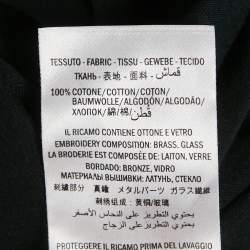 TESSUTO - FABRIC - TISSU - GEWEBE - TECIDO
ТКАНЬ - 表地 - 面料 - قماش
100% COTONE/COTTON/COTON/
BAUMWOLLE/ALGODÓN/ALGODÃO/
ХЛОПОК/綿/棉/قطن
IL RICAMO CONTIENE OTTONE E VETRO
EMBROIDERY COMPOSITION: BRASS, GLASS
LA BRODERIE EST COMPOSÉE DE: LAITON, VERRE
BORDADO: BRONZE, VIDRO
МАТЕРИАЛЫ ВЫШИВКИ: ЛАТУНЬ, СТЕКЛО
刺繍部分 真鍮 メタルパーツ ガラス繊維
刺绣组成: 黄铜/玻璃
يحتوي التطريز على النحاس الأصفر
يحتوي التطريز على الزجاج
PROTEGGERE IL RICAMO PRIMA DEL LAVAGGIO